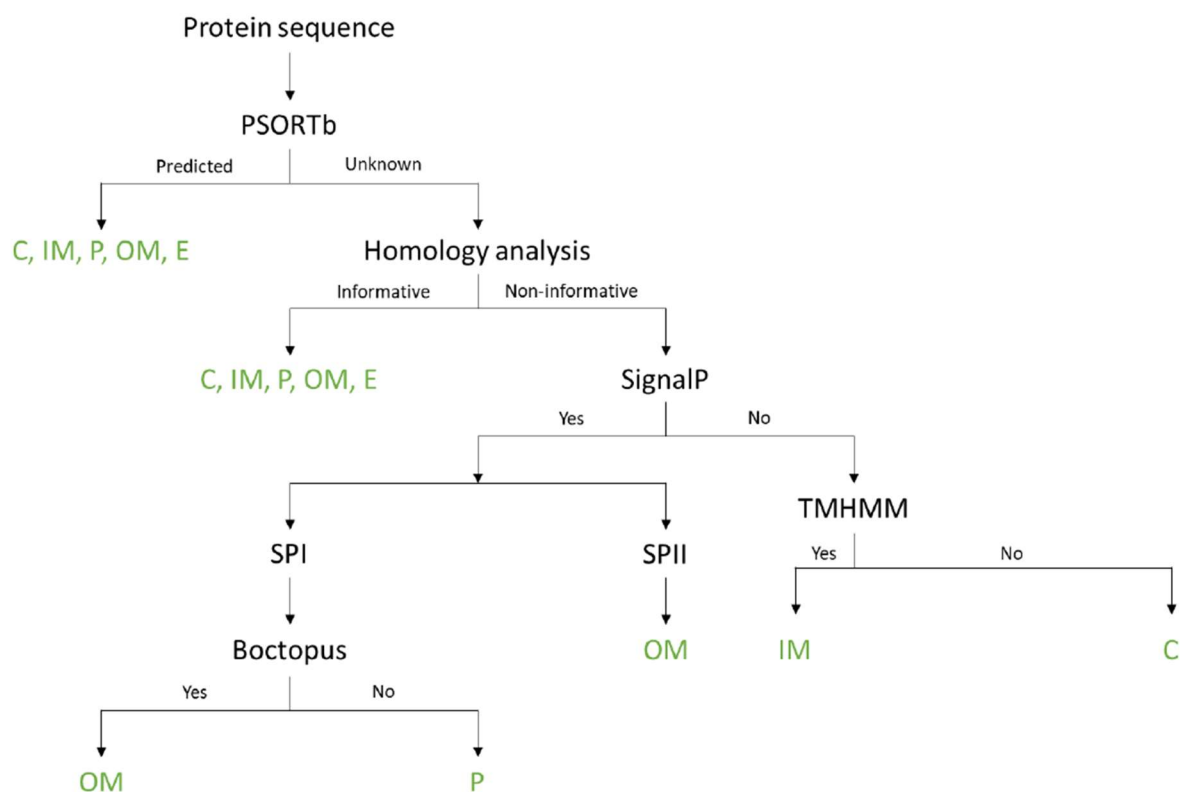 Protein sequence
PSORTb
Predicted
Unknown
C, IM, P, OM, E
Homology analysis
Informative
Non-informative
C, IM, P, OM, E
SignalP
Yes
No
TMHMM
SPI
SPII
Yes
No
Boctopus
OM
IM
C
Yes
No
OM
P